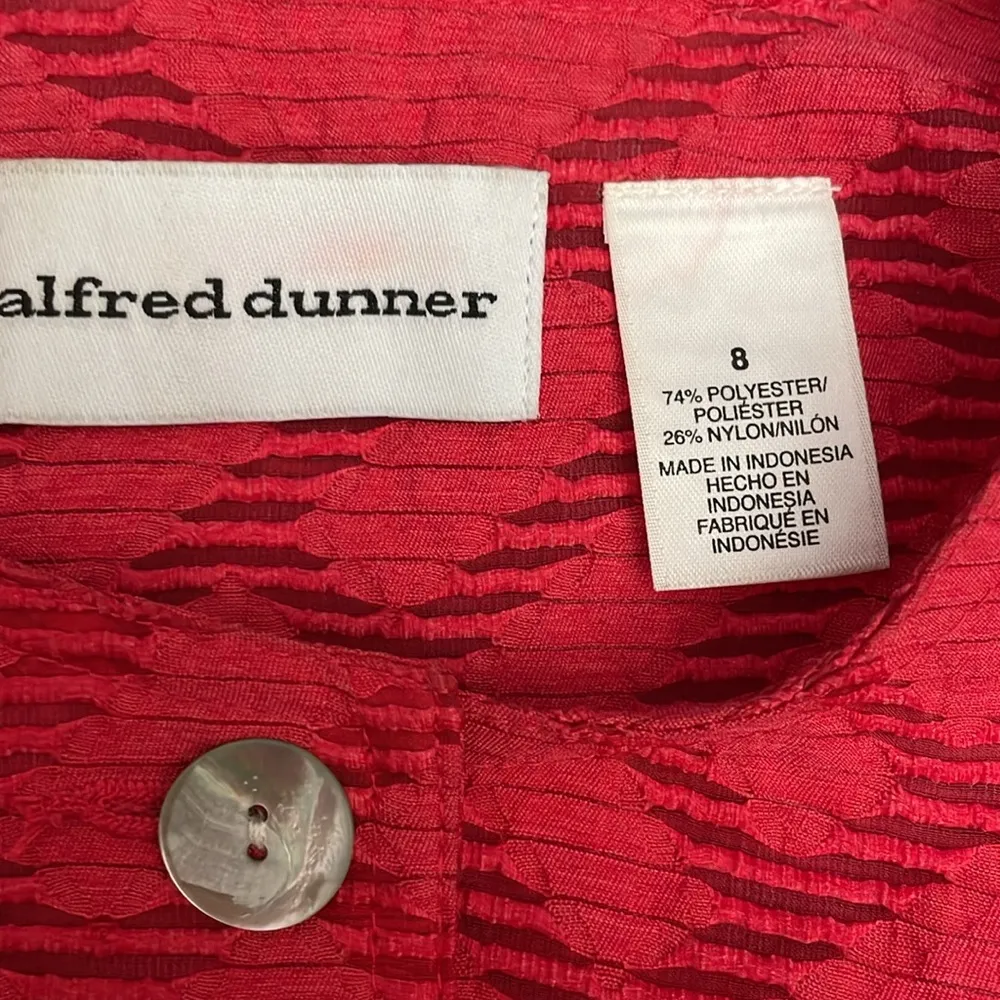 alfred dunner
8
74% POLYESTER/
POLIÉSTER
26% NYLON/NILÓN
MADE IN INDONESIA
HECHO EN
INDONESIA
FABRIQUÉ EN
INDONÉSIE